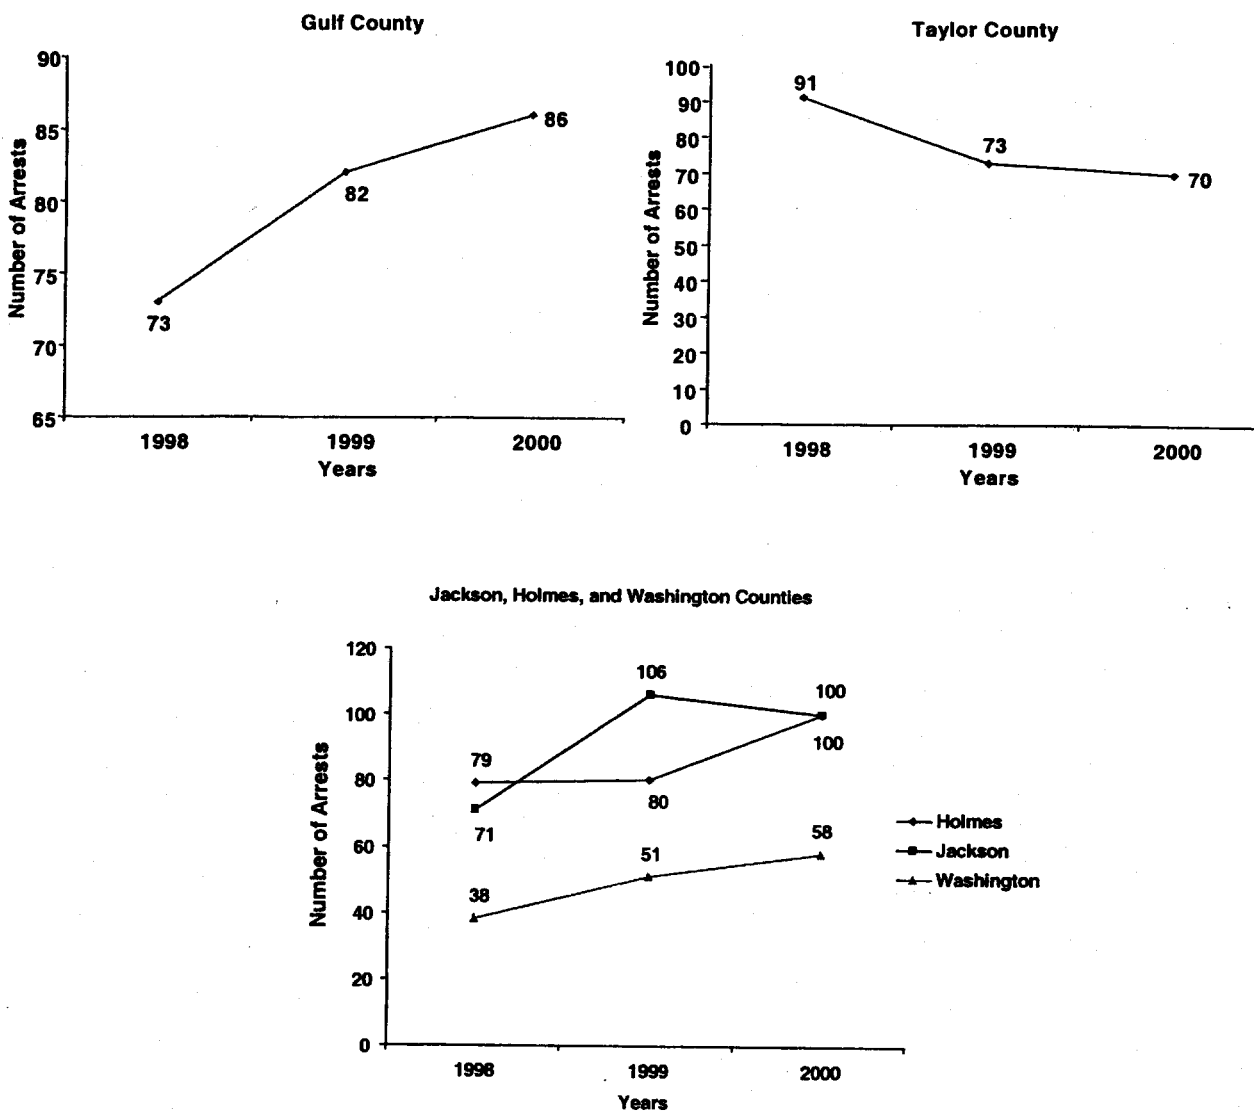 Gulf County
90
85
80
75
70
65
Number of Arrests
73
82
86
1998 1999 2000
Years
Taylor County
100
90
80
70
60
50
40
30
20
10
0
Number of Arrests
91
73
70
1998 1999 2000
Years
Jackson, Holmes, and Washington Counties
120
100
80
60
40
20
0
Number of Arrests
106
100
100
79
80
71
58
51
38
Holmes
Jackson
Washington
1998 1999 2000
Years